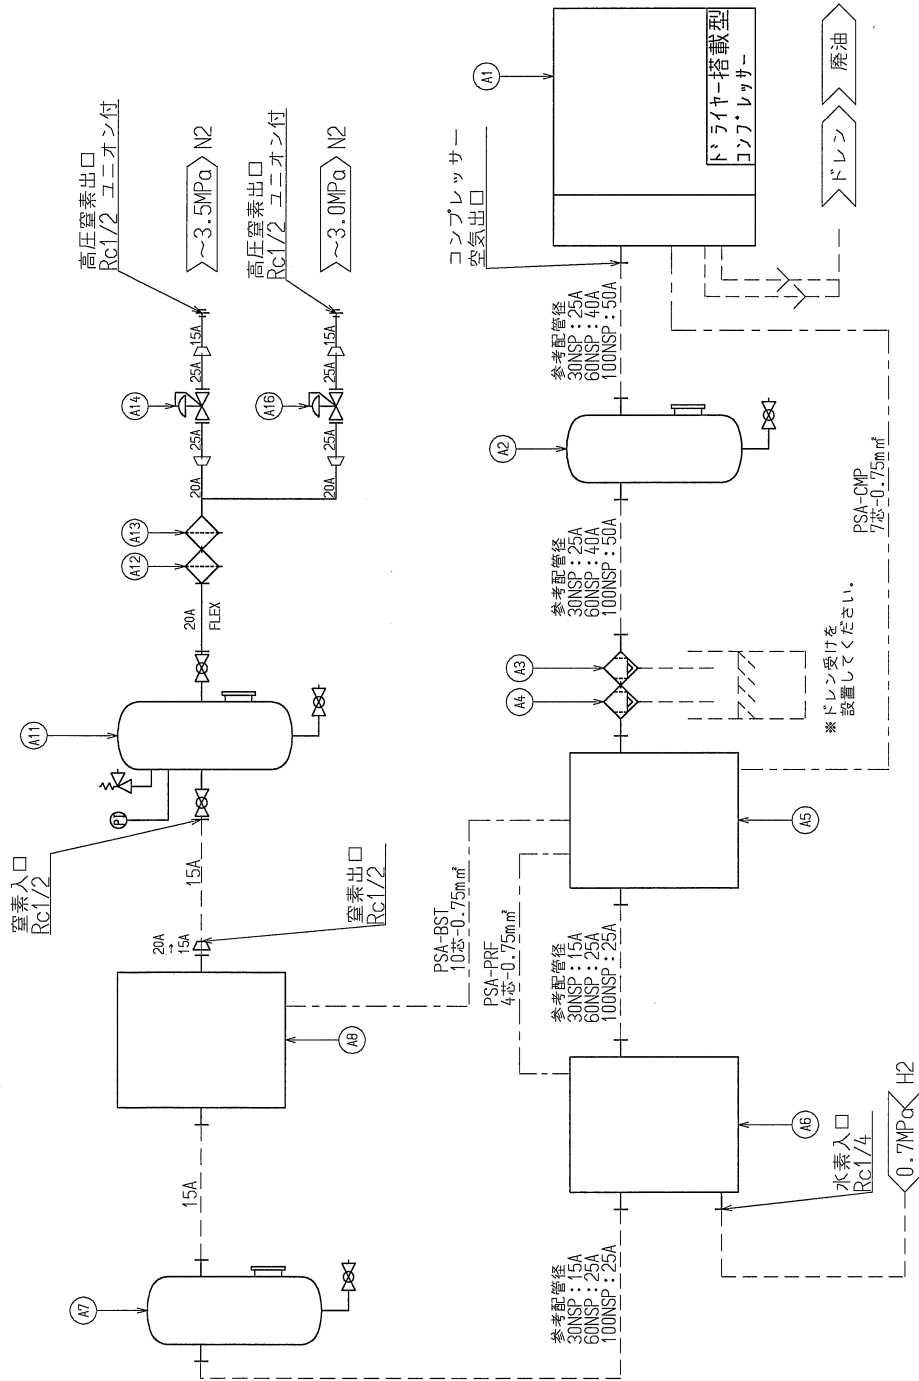 高圧窒素出口
Rc1/2 ユニオン付
~3.5MPa
N2
高圧窒素出口
Rc1/2 ユニオン付
~3.0MPa
N2
A14
A16
20A
25A
25A
15A
20A
25A
25A
15A
A13
A12
20A
FLEX
A11
PI
窒素入口
Rc1/2
15A
窒素出口
Rc1/2
20A
→
15A
A8
15A
A7
A1
ドライヤー搭載型
コンプレッサー
ドレン
廃油
コンプレッサー
空気出口
参考配管径
30NSP:25A
60NSP:40A
100NSP:50A
A2
参考配管径
30NSP:25A
60NSP:40A
100NSP:50A
PSA-CMP
7芯-0.75m㎡
A3
A4
※ドレン受けを
設置してください。
A5
PSA-BST
10芯-0.75m㎡
PSA-PRF
4芯-0.75m㎡
参考配管径
30NSP:15A
60NSP:25A
100NSP:25A
A6
水素入口
Rc1/4
0.7MPa
H2
参考配管径
30NSP:15A
60NSP:25A
100NSP:25A